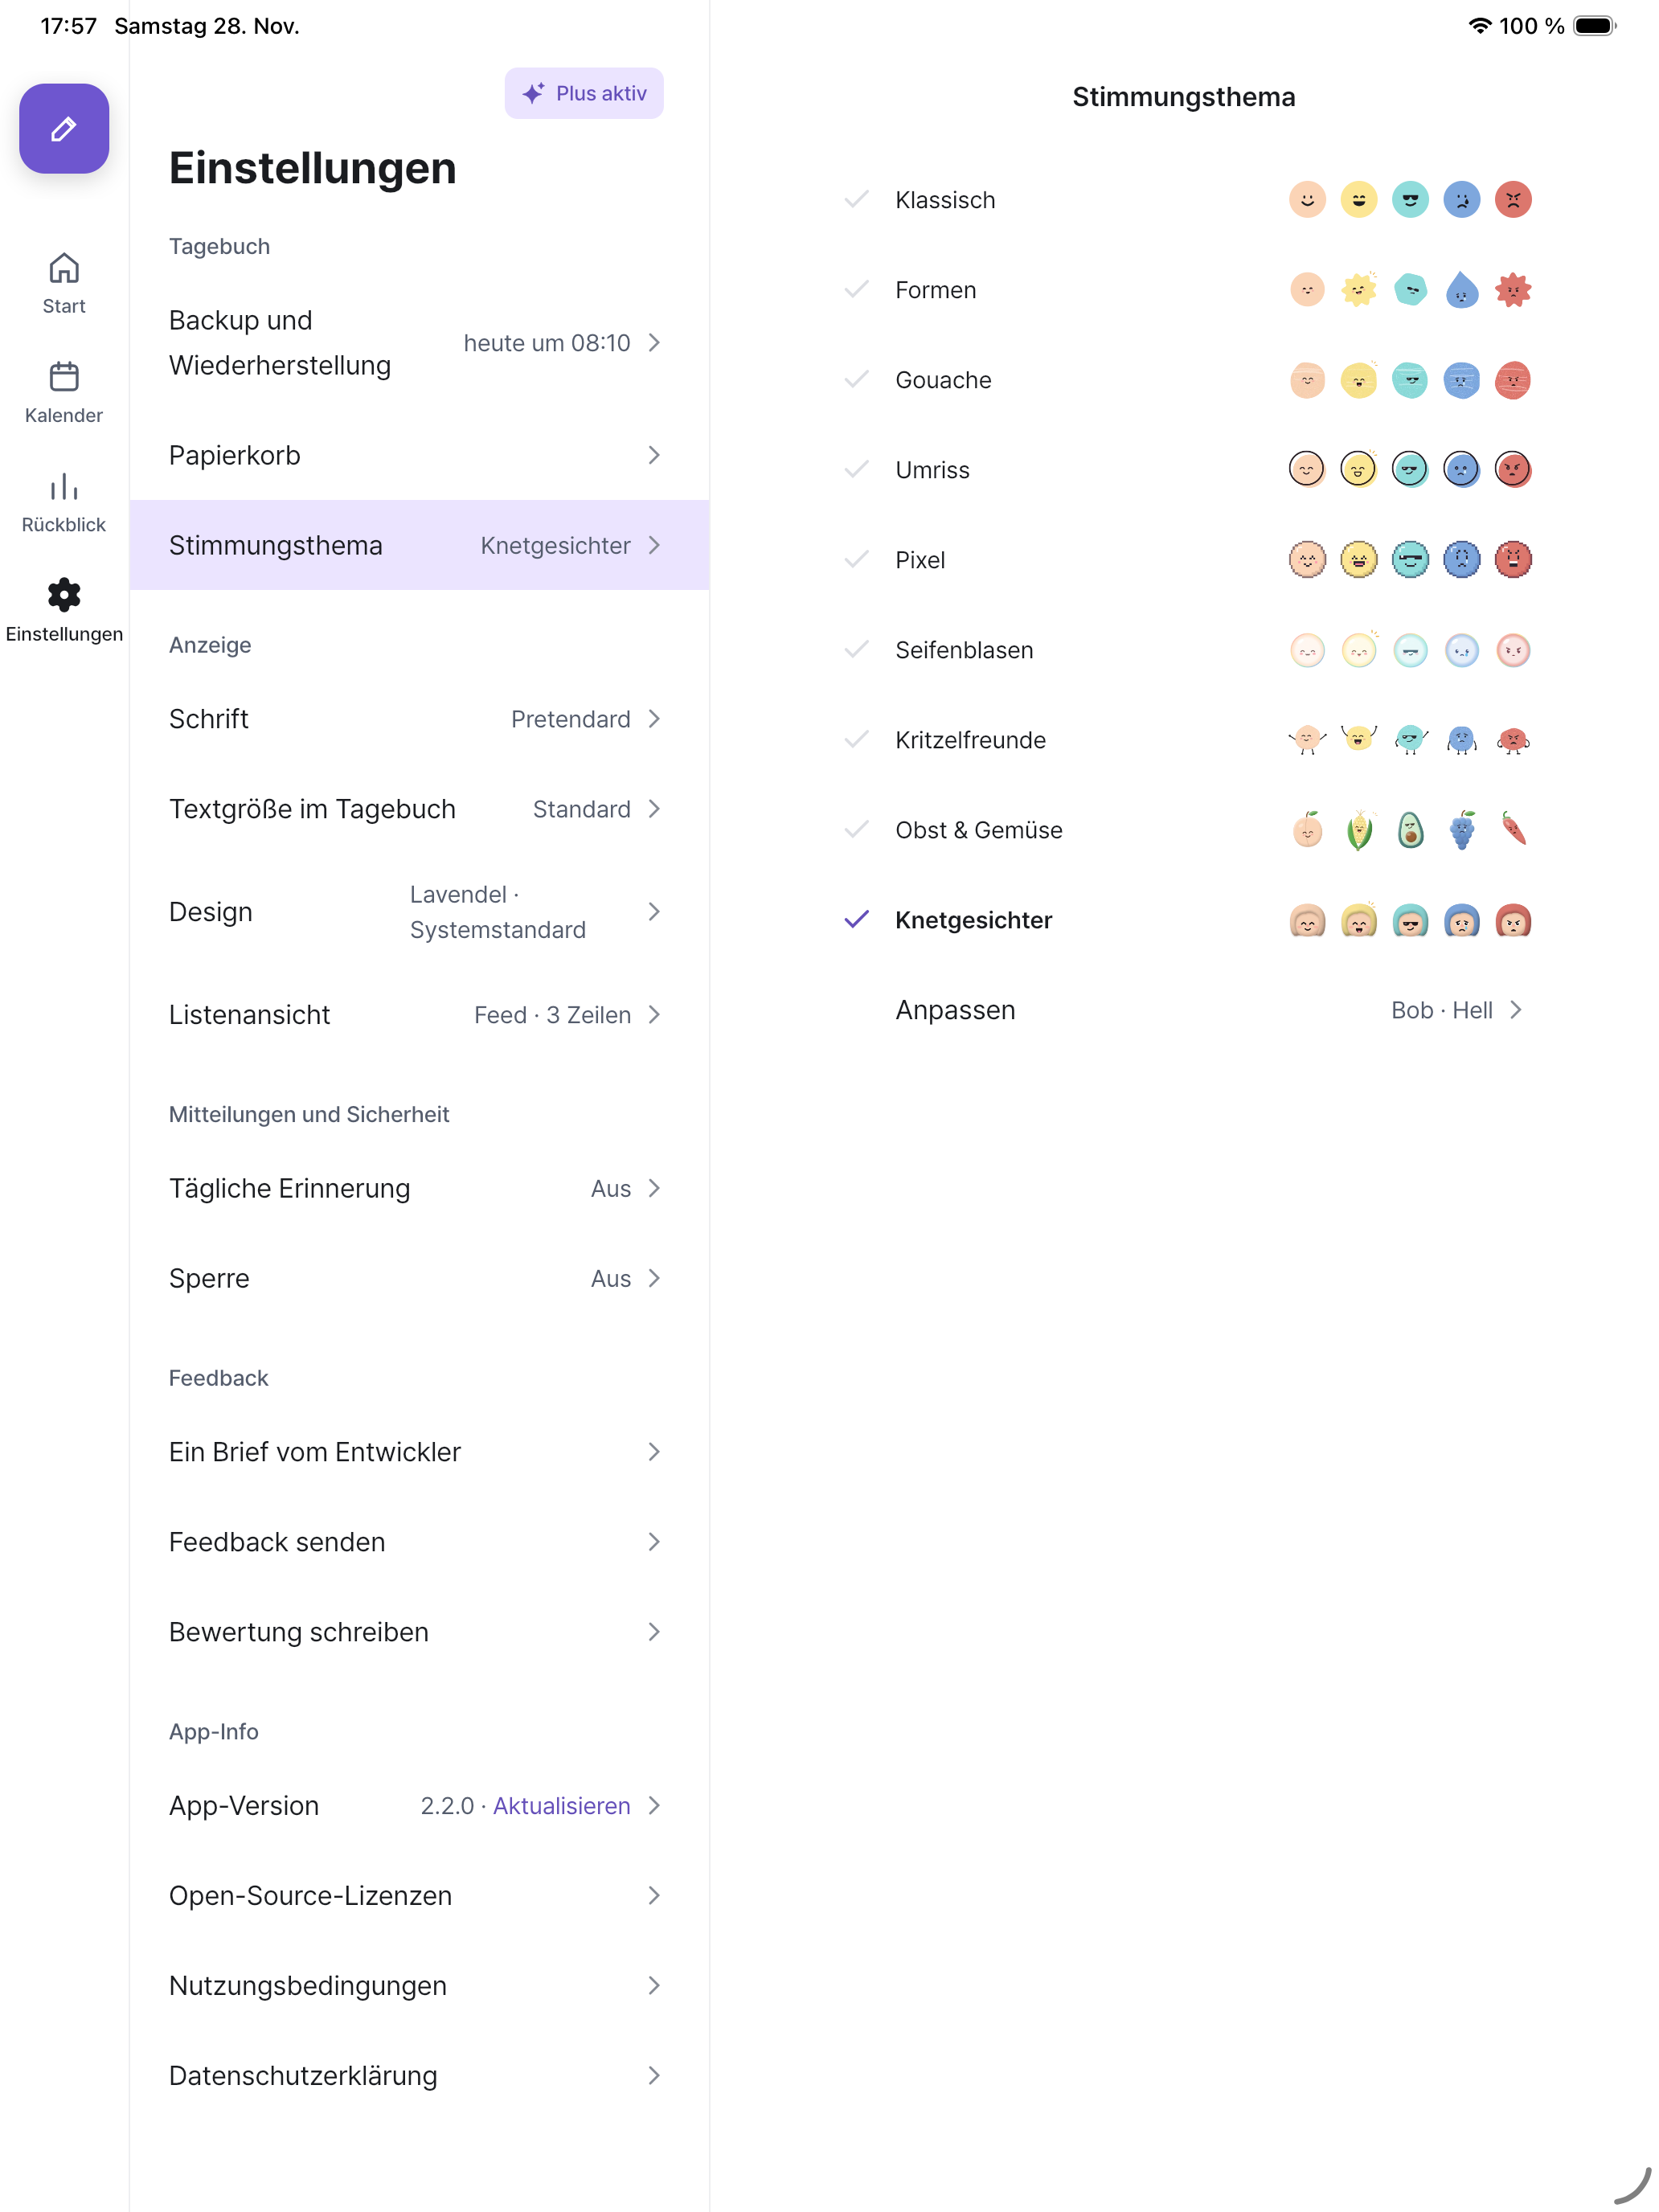 17:57 Samstag 28. Nov.
100 %
Start
Kalender
Rückblick
Einstellungen
Plus aktiv
Einstellungen
Tagebuch
Backup und
Wiederherstellung
heute um 08:10
Papierkorb
Stimmungsthema
Knetgesichter
Anzeige
Schrift
Pretendard
Textgröße im Tagebuch
Standard
Design
Lavendel ·
Systemstandard
Listenansicht
Feed · 3 Zeilen
Mitteilungen und Sicherheit
Tägliche Erinnerung
Aus
Sperre
Aus
Feedback
Ein Brief vom Entwickler
Feedback senden
Bewertung schreiben
App-Info
App-Version
2.2.0 · Aktualisieren
Open-Source-Lizenzen
Nutzungsbedingungen
Datenschutzerklärung
Stimmungsthema
Klassisch
Formen
Gouache
Umriss
Pixel
Seifenblasen
Kritzelfreunde
Obst & Gemüse
Knetgesichter
Anpassen
Bob · Hell